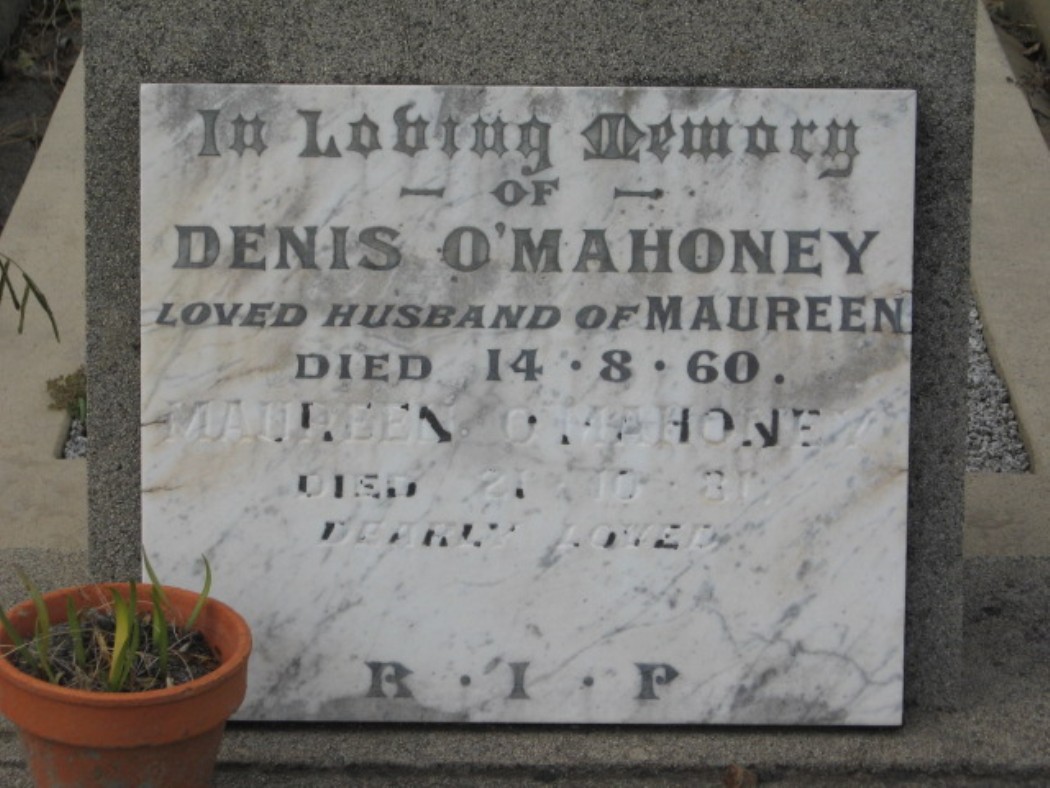 In Loving Memory
— OF —
DENIS O'MAHONEY
LOVED HUSBAND OF MAUREEN
DIED 14·8·60.
MAUREEN O'MAHONEY
DIED 21 10
DEARLY LOVED
R·I·P